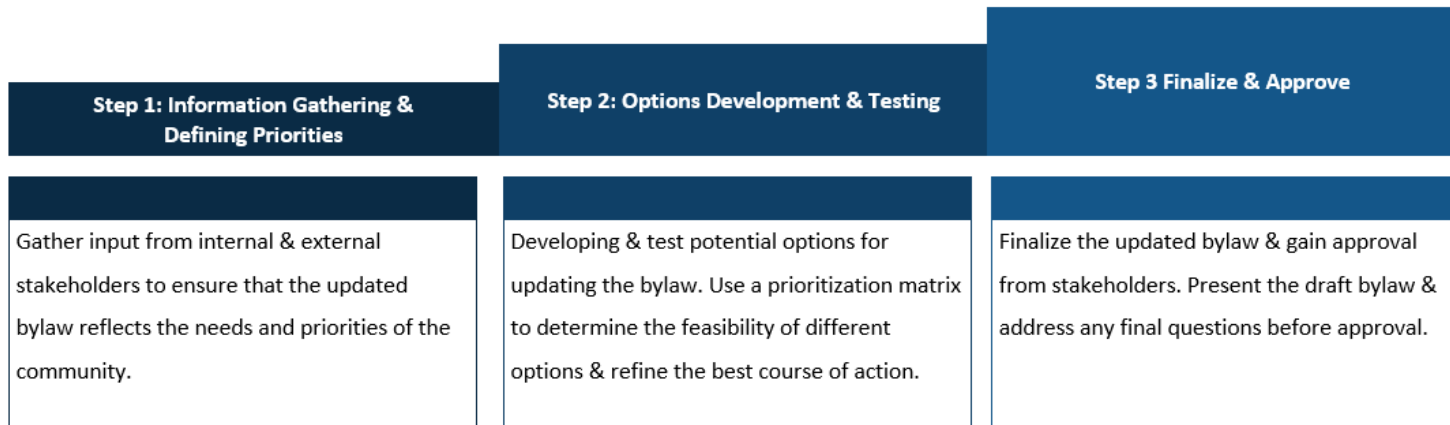 Step 1: Information Gathering &
Defining Priorities
Step 2: Options Development & Testing
Step 3 Finalize & Approve
Gather input from internal & external
stakeholders to ensure that the updated
bylaw reflects the needs and priorities of the
community.
Developing & test potential options for
updating the bylaw. Use a prioritization matrix
to determine the feasibility of different
options & refine the best course of action.
Finalize the updated bylaw & gain approval
from stakeholders. Present the draft bylaw &
address any final questions before approval.